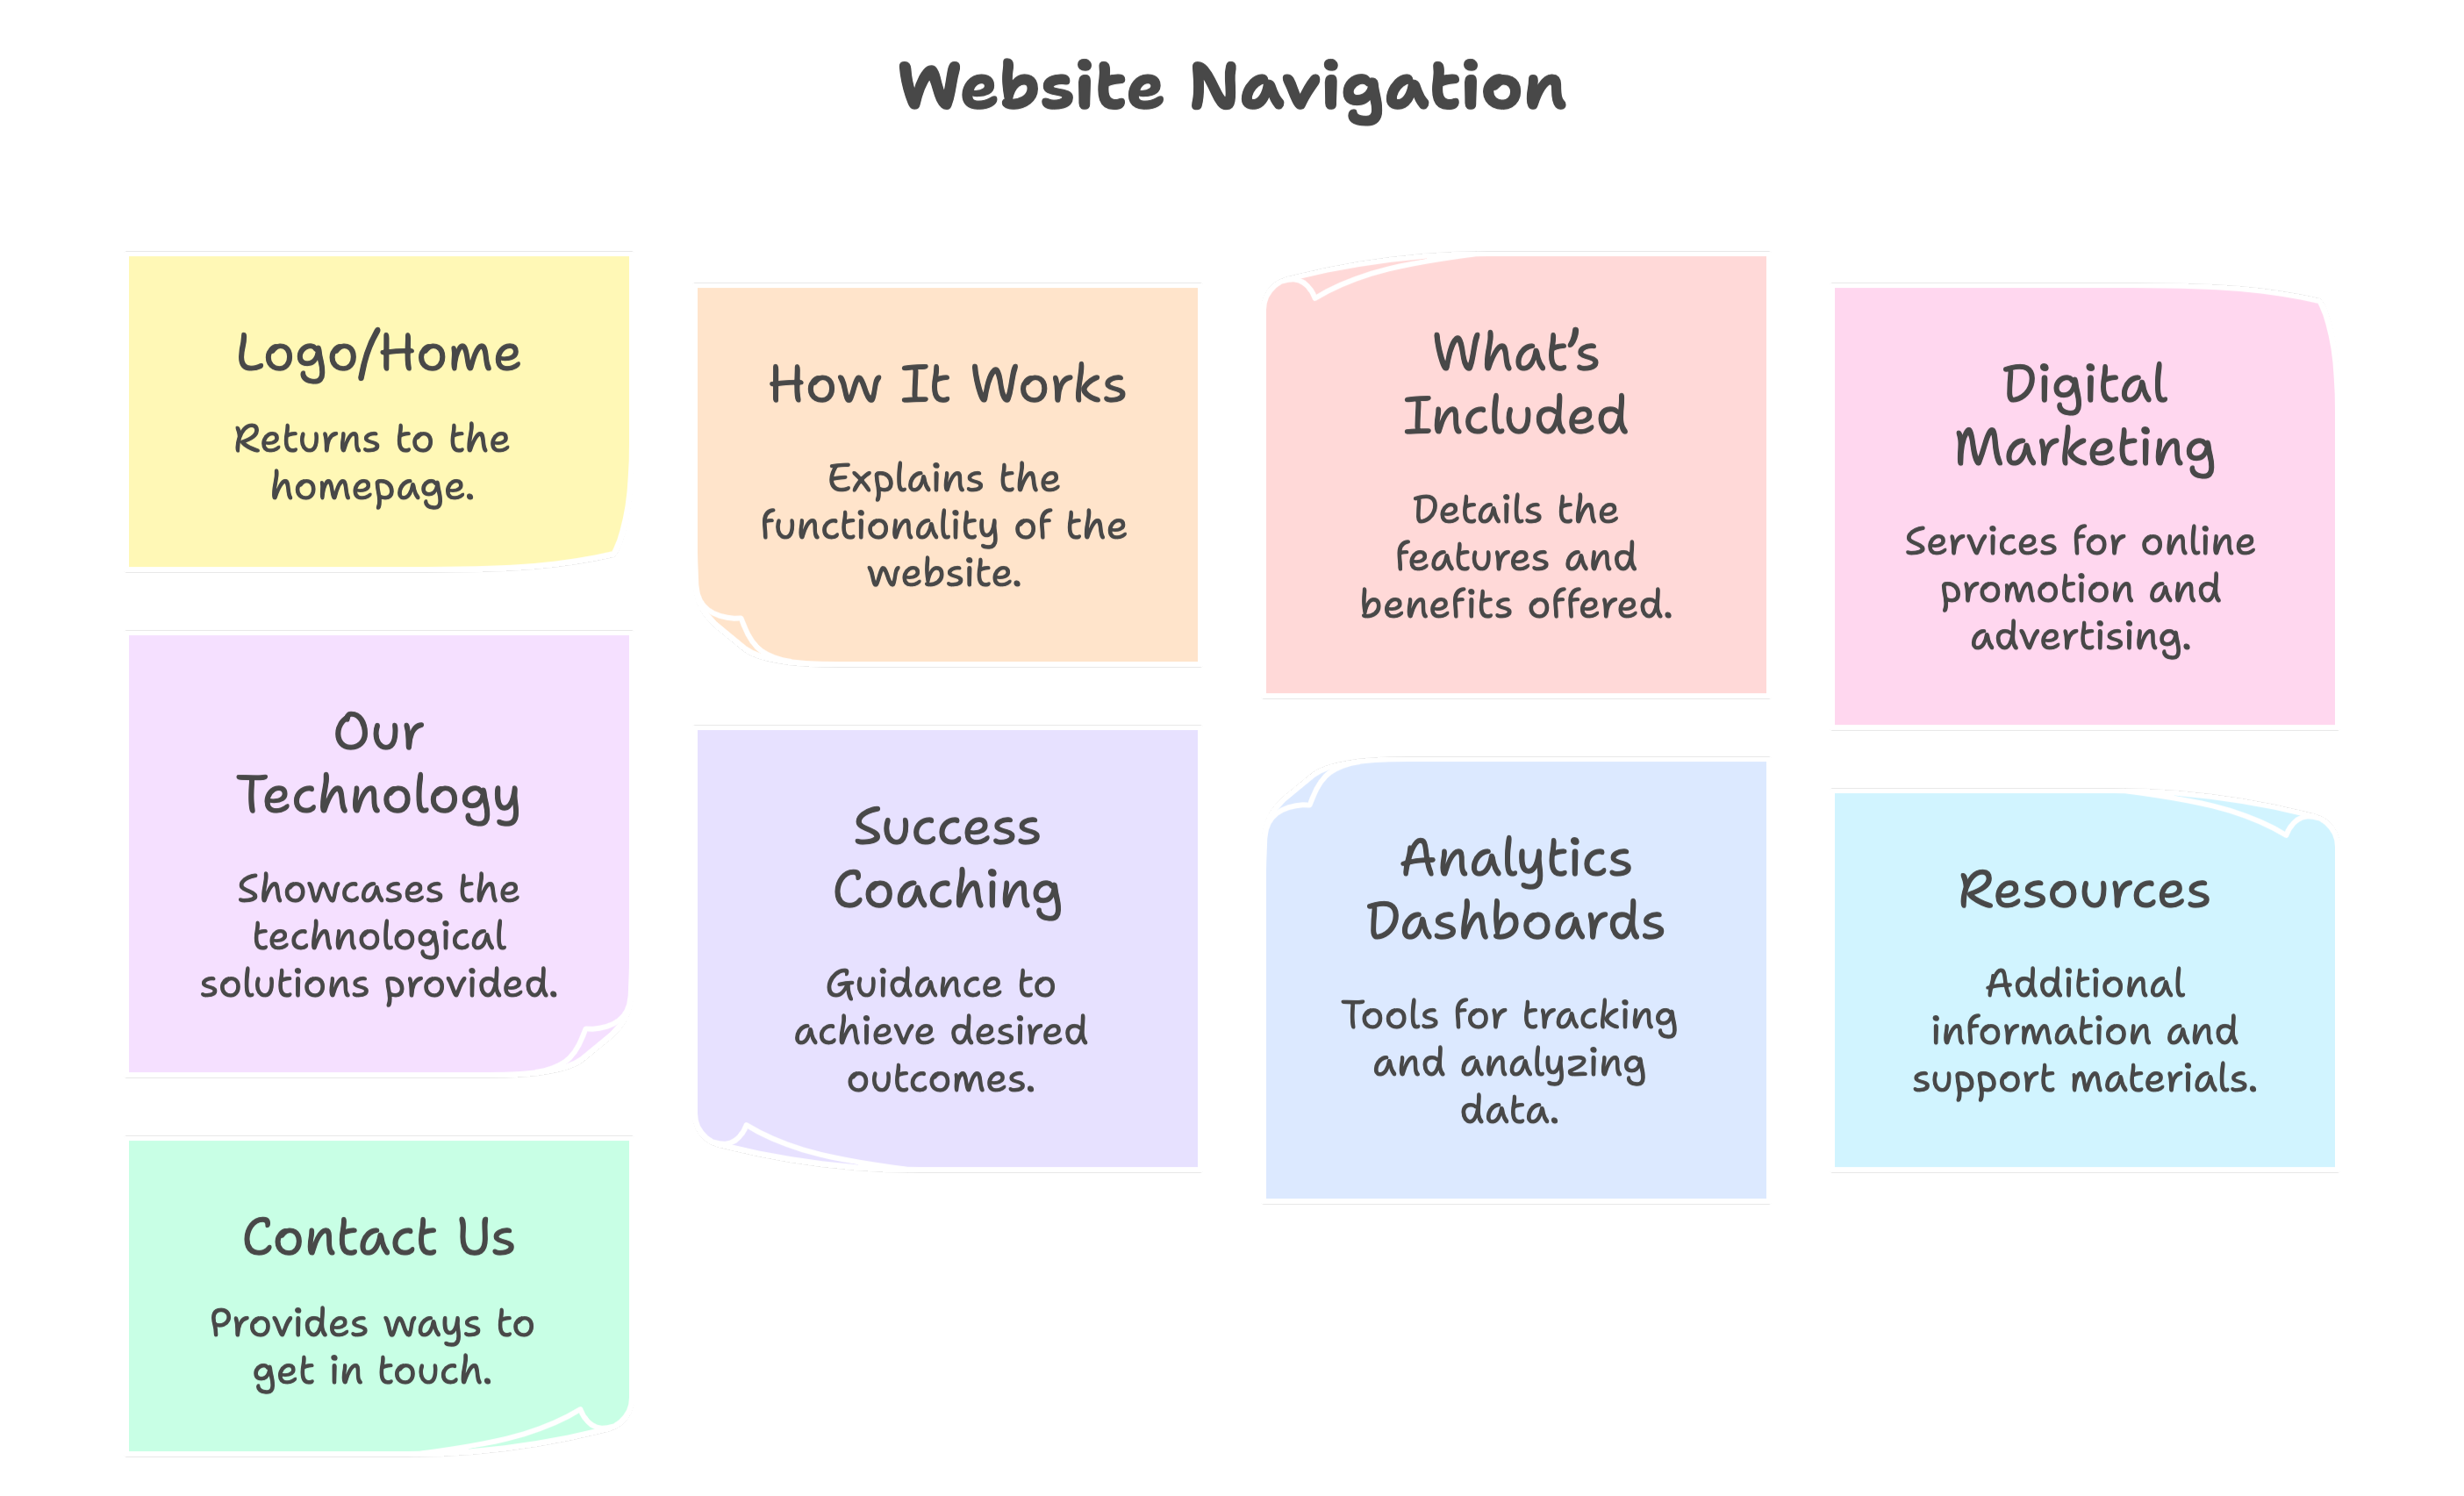 Website Navigation
Logo/Home
Returns to the
homepage.
How It Works
Explains the
functionality of the
website.
What's
Included
Details the
features and
benefits offered.
Digital
Marketing
Services for online
promotion and
advertising.
Our
Technology
Showcases the
technological
solutions provided.
Success
Coaching
Guidance to
achieve desired
outcomes.
Analytics
Dashboards
Tools for tracking
and analyzing
data.
Resources
Additional
information and
support materials.
Contact Us
Provides ways to
get in touch.